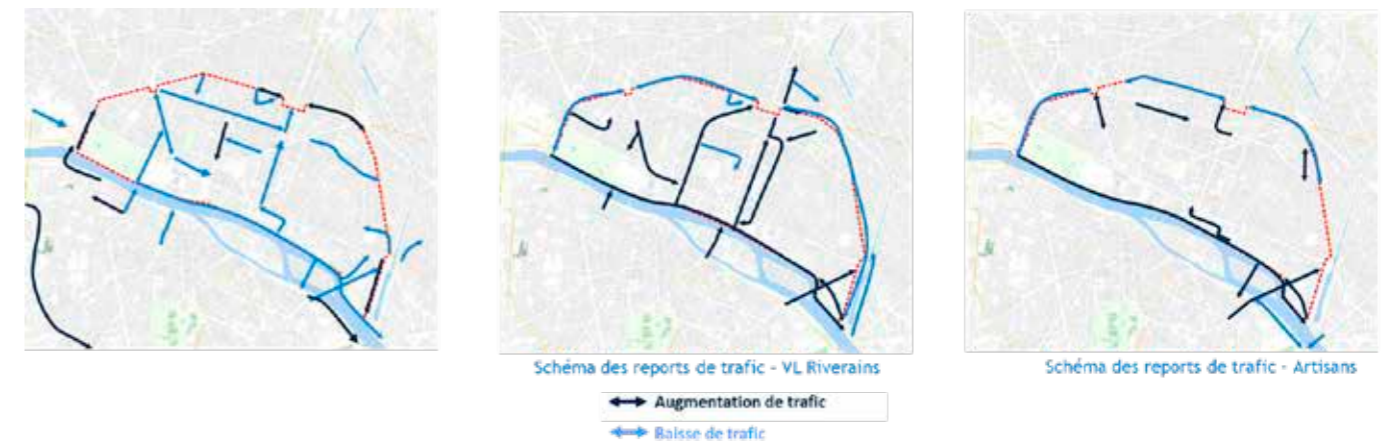 Schéma des reports de trafic - VL Riverains
Schéma des reports de trafic - Artisans
Augmentation de trafic
Baisse de trafic